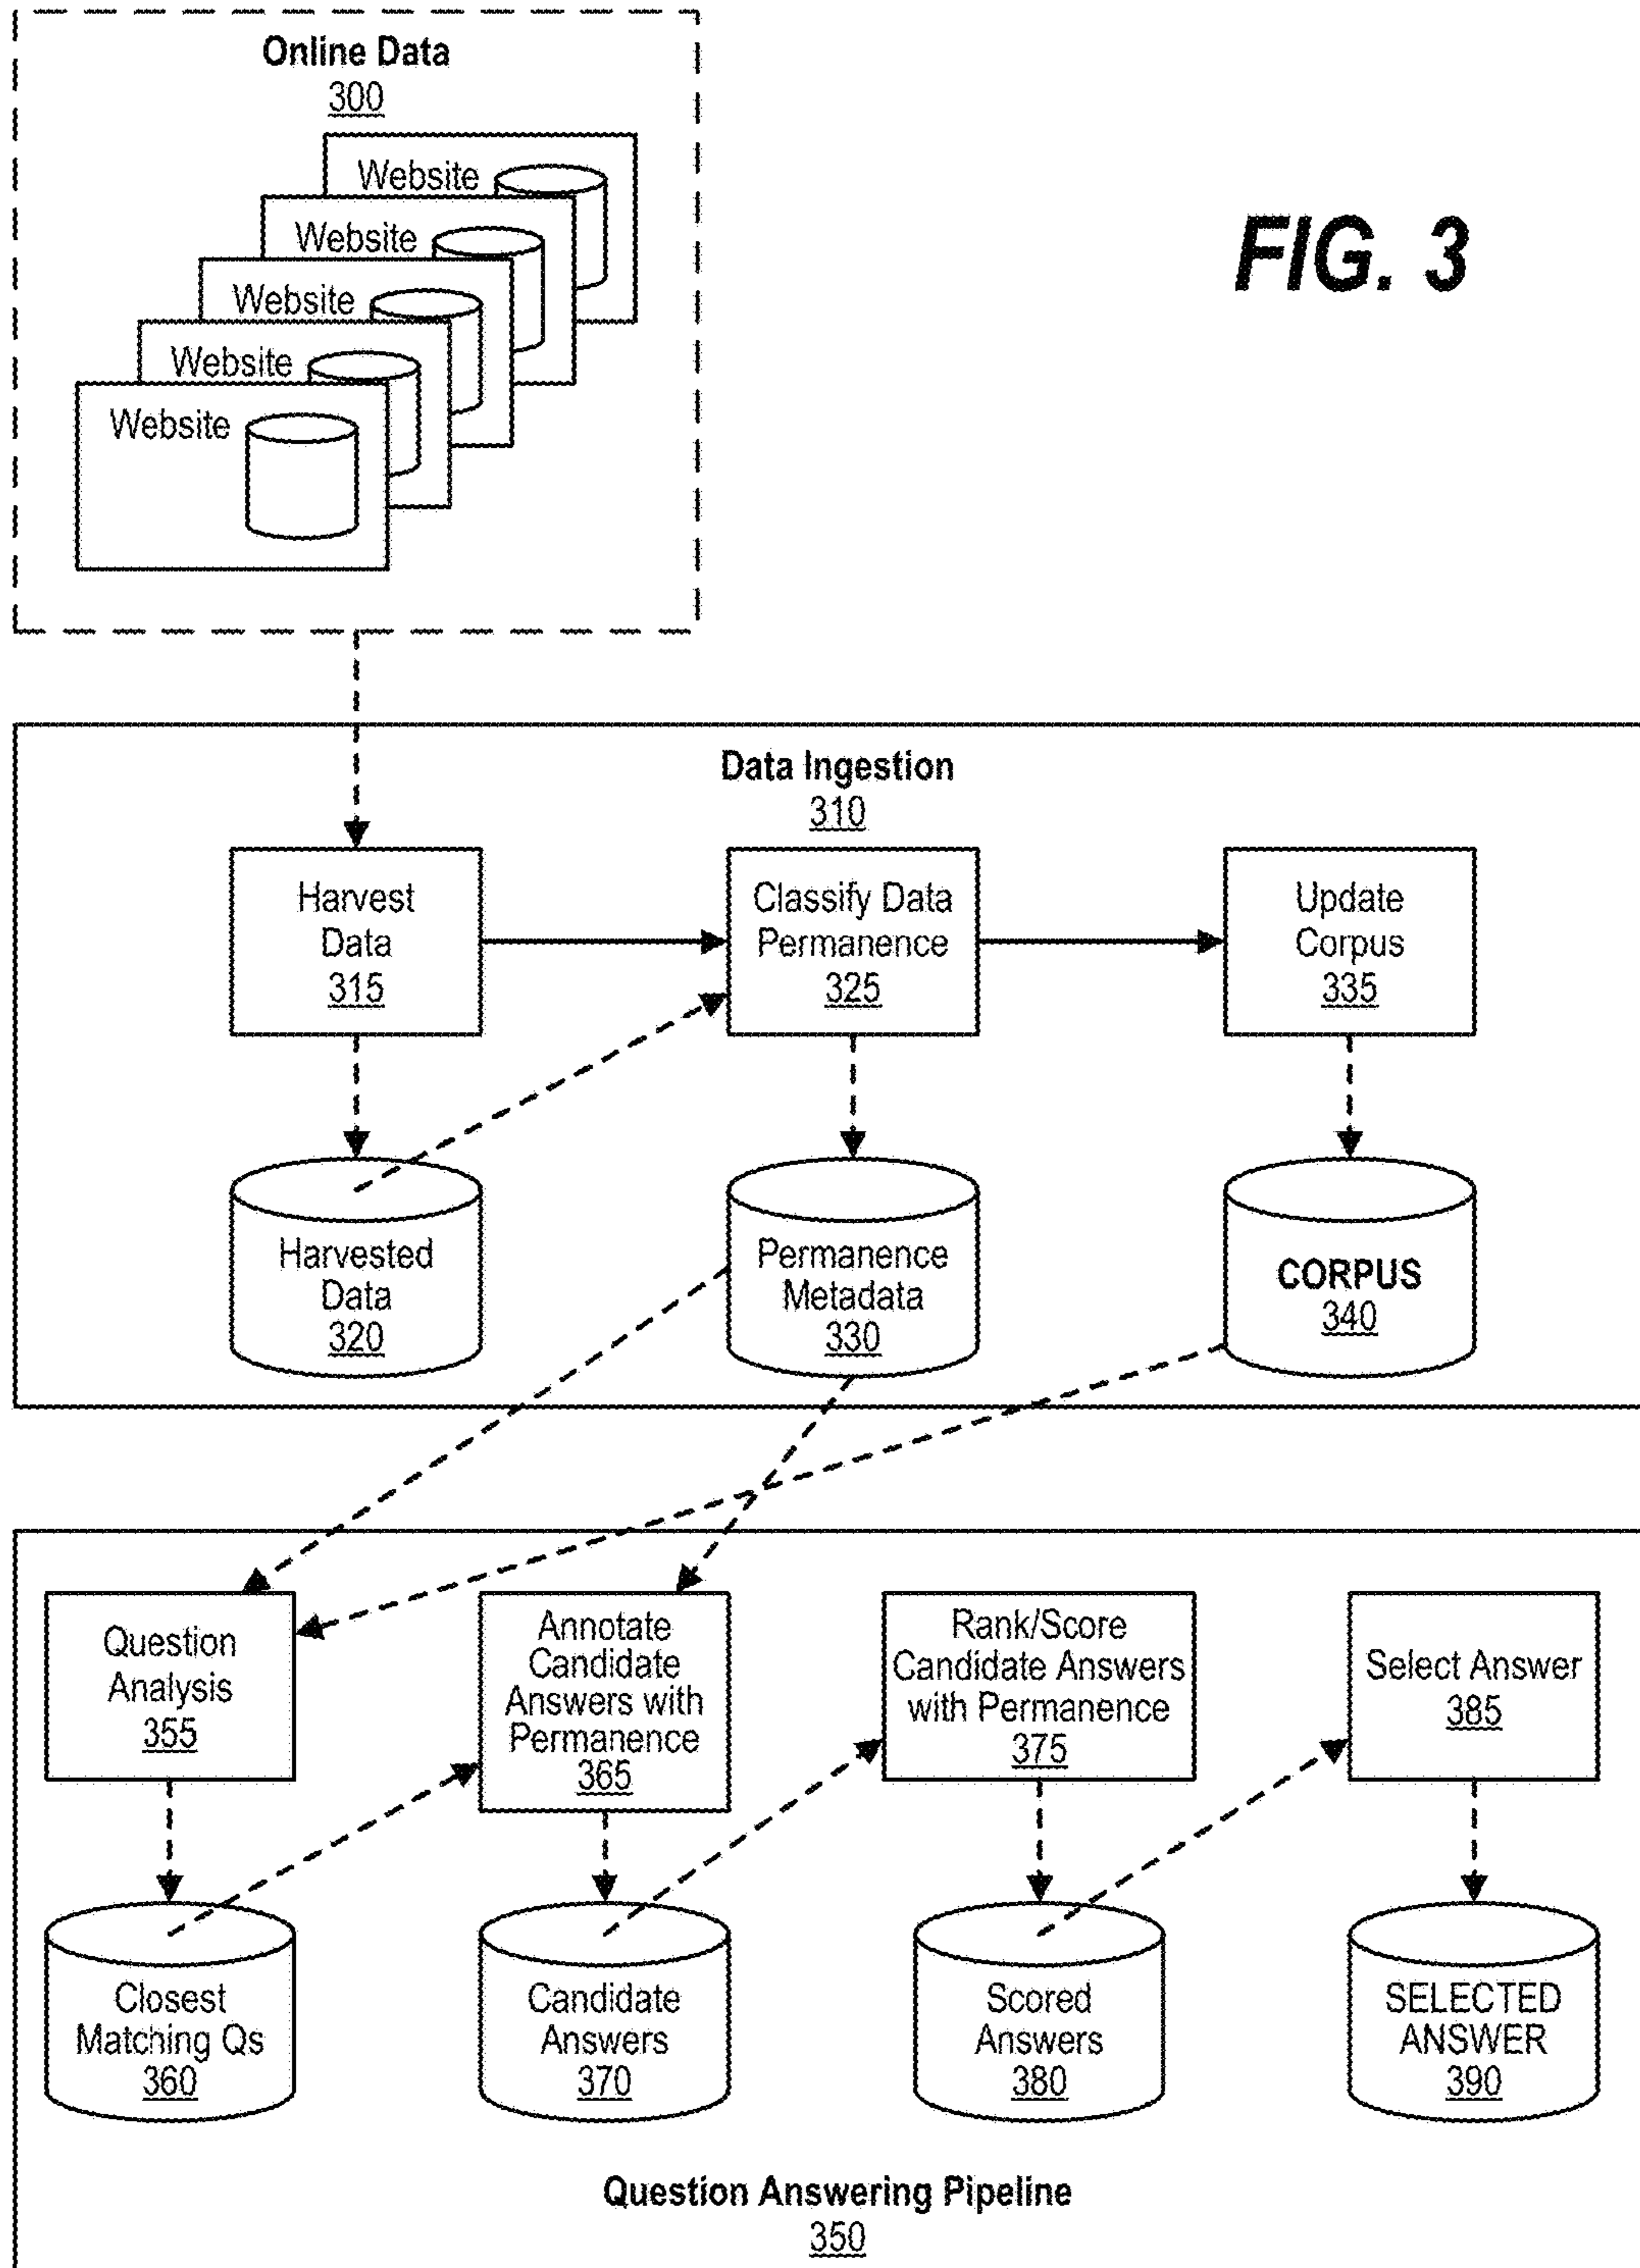 Online Data
300
Website
Website
Website
Website
Website
FIG. 3
Data Ingestion
310
Harvest
Data
315
Classify Data
Permanence
325
Update
Corpus
335
Harvested
Data
320
Permanence
Metadata
330
CORPUS
340
Question
Analysis
355
Annotate
Candidate
Answers with
Permanence
365
Rank/Score
Candidate Answers
with Permanence
375
Select Answer
385
Closest
Matching Qs
360
Candidate
Answers
370
Scored
Answers
380
SELECTED
ANSWER
390
Question Answering Pipeline
350